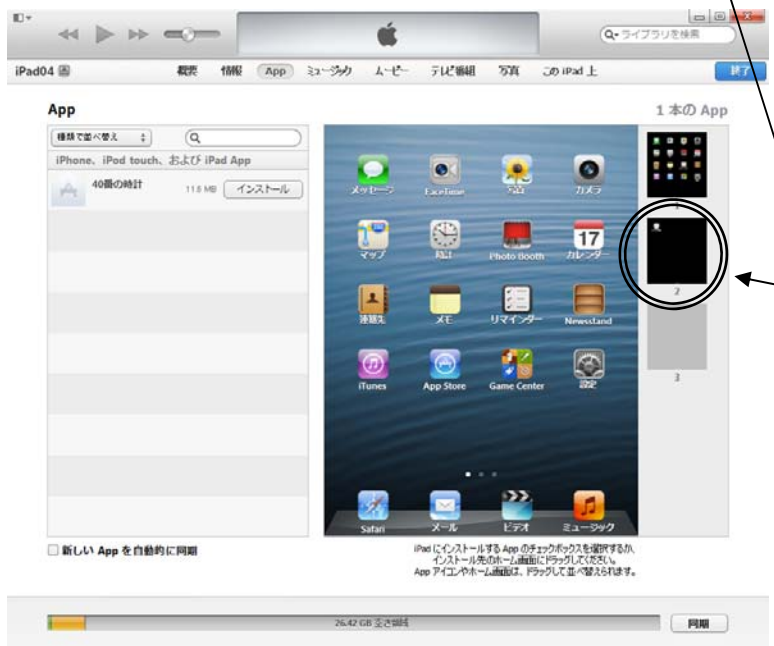 ライブラリを検索
iPad04
概要 情報 App ミュージック ムービー テレビ番組 写真 この iPad 上 終了
App 1 本の App
種類で並べ替え
iPhone、iPod touch、および iPad App
40冊の時計 11.6 MB インストール
メッセージ FaceTime 写真 カメラ
1
17
マップ 時計 Photo Booth カレンダー
2
連絡先 メモ リマインダー Newsstand
iTunes App Store Game Center 設定
3
Safari メール ビデオ ミュージック
新しい App を自動的に同期
iPad にインストールする App のチェックボックスを選択するか、
インストール先のホーム画面にドラッグしてください。
App アイコンやホーム画面は、ドラッグして並べ替えられます。
26.42 GB 空き領域 同期